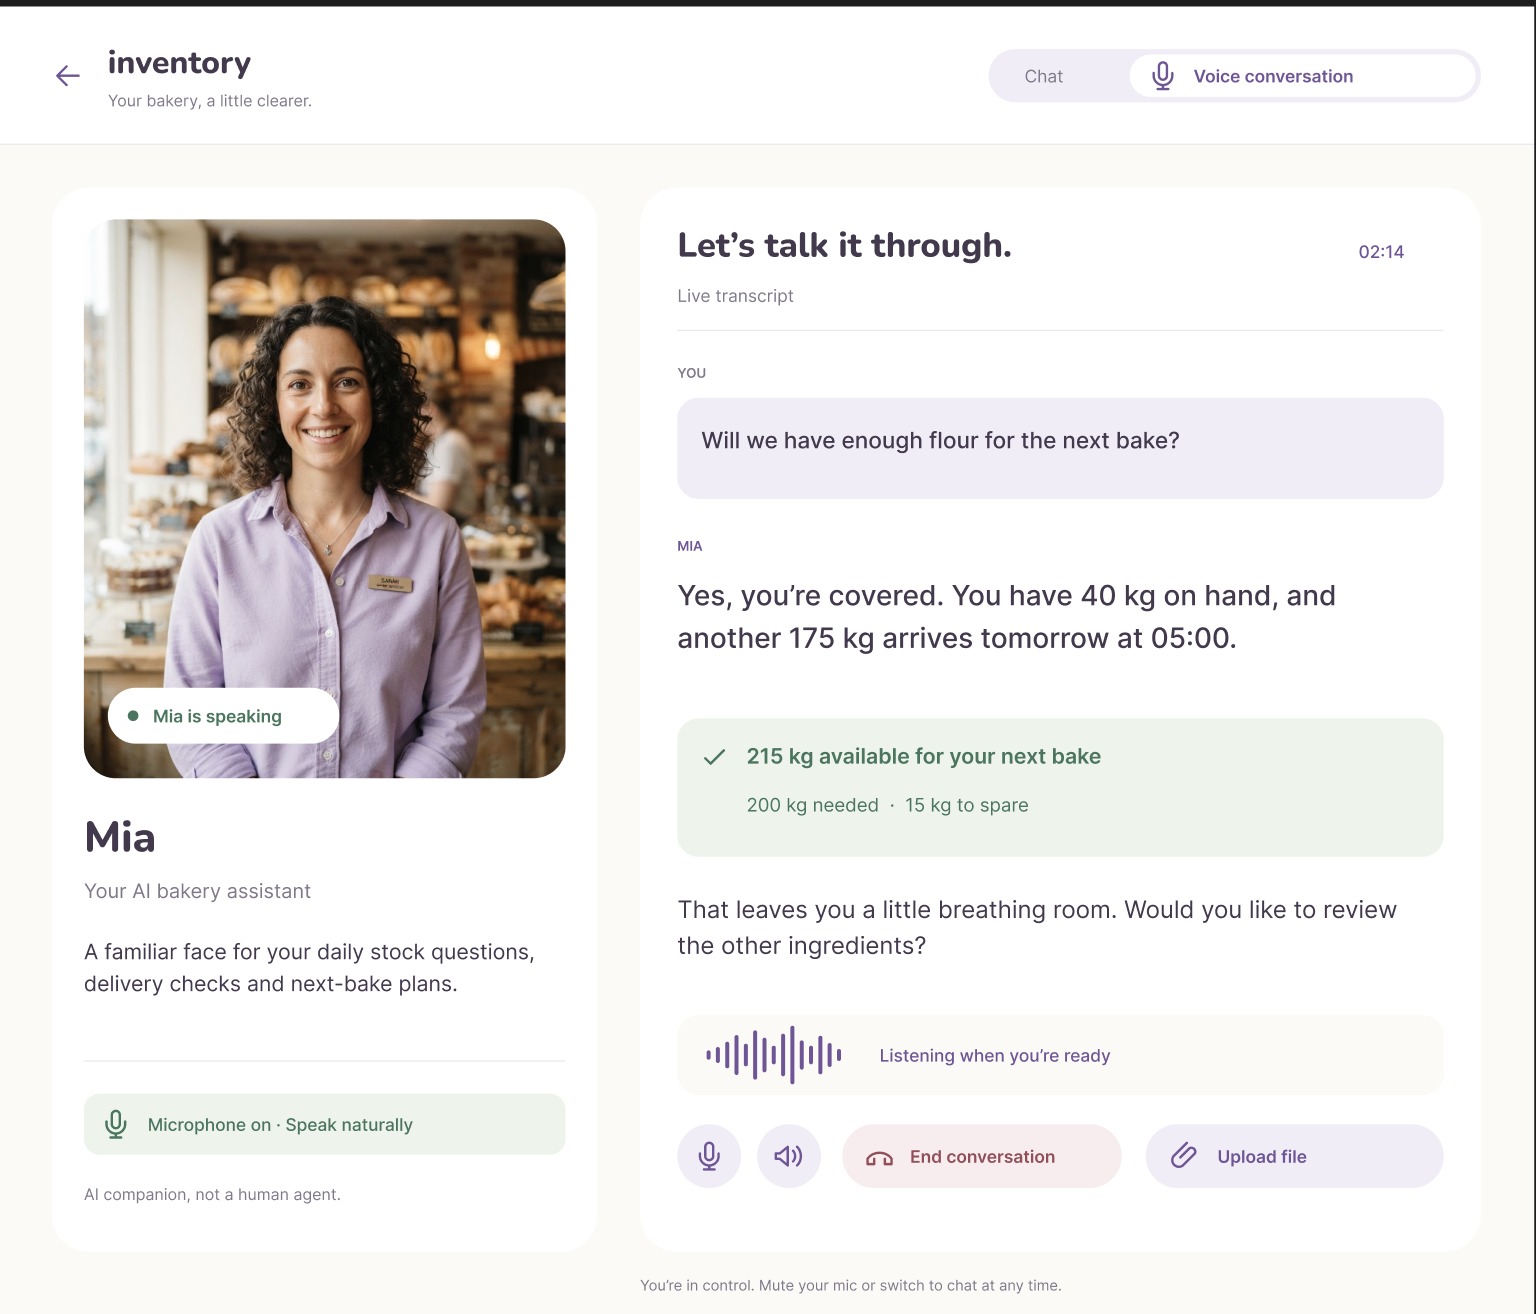 inventory
Your bakery, a little clearer.
Chat
Voice conversation
Mia is speaking
Mia
Your AI bakery assistant
A familiar face for your daily stock questions,
delivery checks and next-bake plans.
Microphone on · Speak naturally
AI companion, not a human agent.
Let’s talk it through.
02:14
Live transcript
YOU
Will we have enough flour for the next bake?
MIA
Yes, you’re covered. You have 40 kg on hand, and
another 175 kg arrives tomorrow at 05:00.
215 kg available for your next bake
200 kg needed · 15 kg to spare
That leaves you a little breathing room. Would you like to review
the other ingredients?
Listening when you’re ready
End conversation
Upload file
You’re in control. Mute your mic or switch to chat at any time.